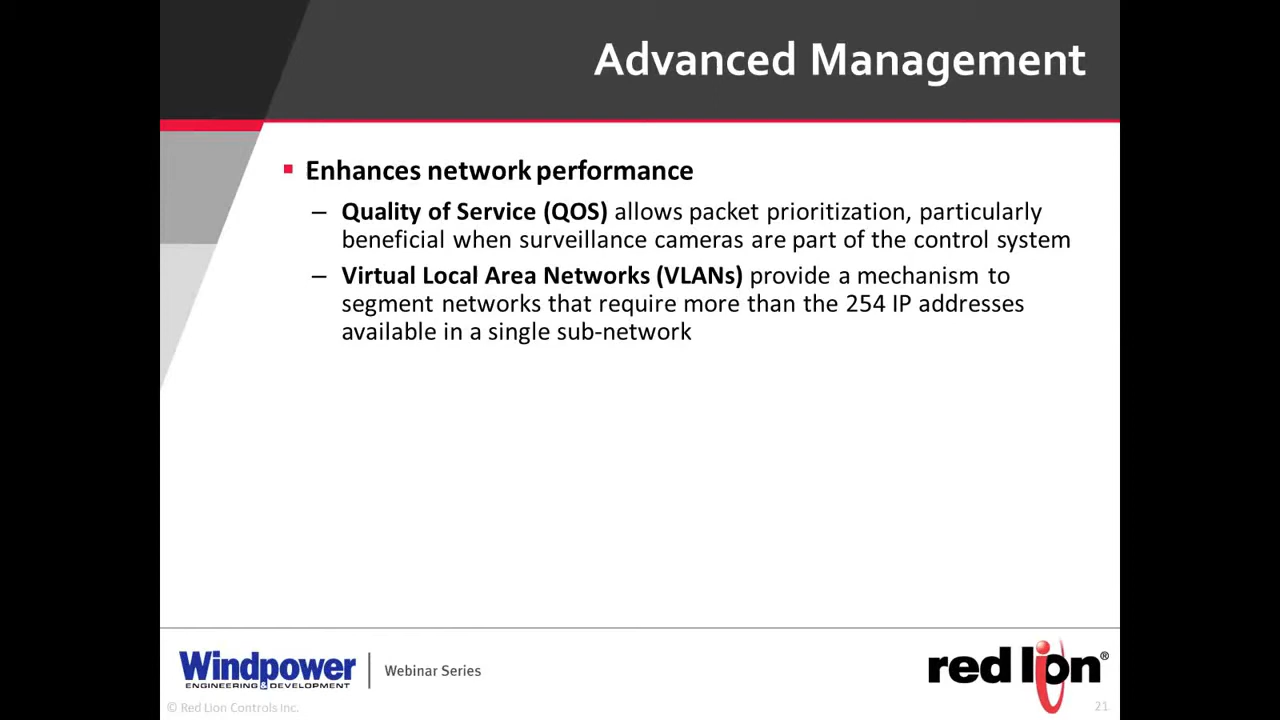 Advanced Management
▪ Enhances network performance
– Quality of Service (QOS) allows packet prioritization, particularly
beneficial when surveillance cameras are part of the control system
– Virtual Local Area Networks (VLANs) provide a mechanism to
segment networks that require more than the 254 IP addresses
available in a single sub-network
Windpower
ENGINEERING & DEVELOPMENT
Webinar Series
red lion®
© Red Lion Controls Inc.
21